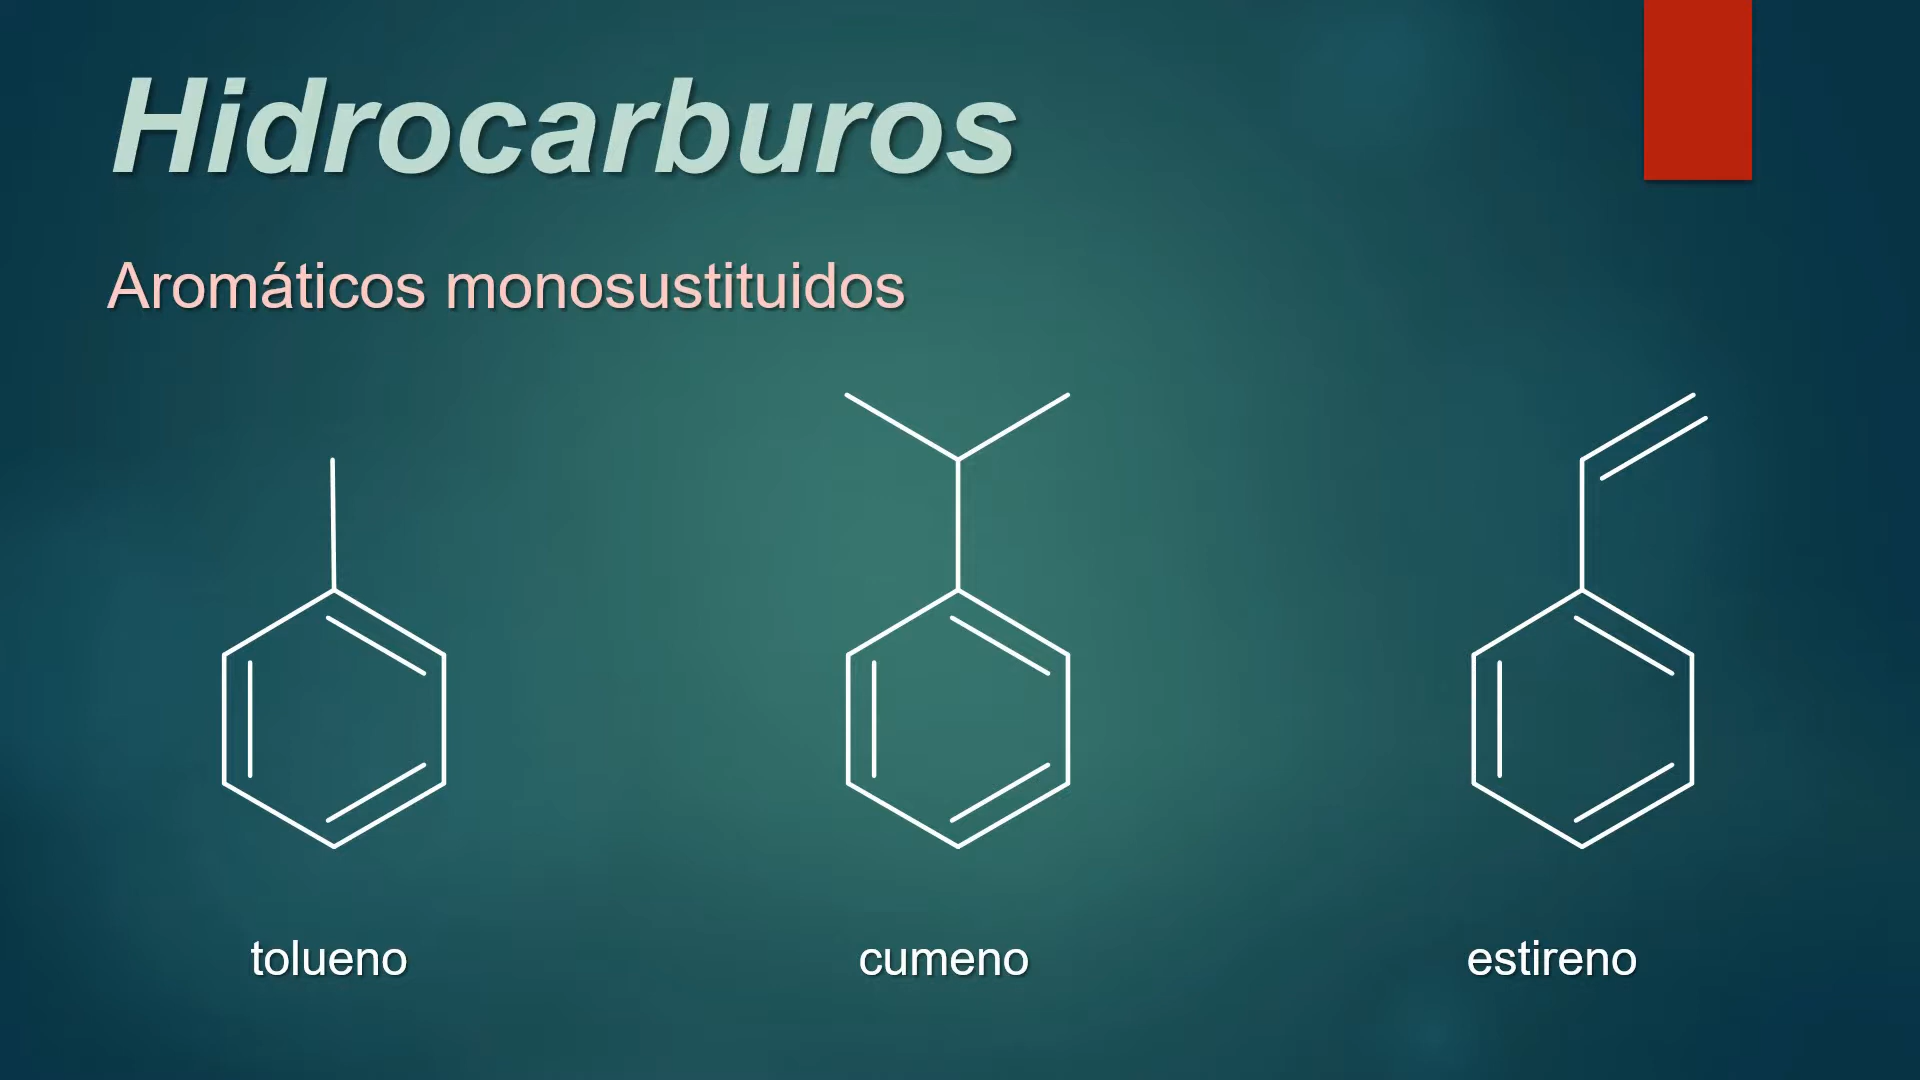 Hidrocarburos
Aromáticos monosustituidos
tolueno
cumeno
estireno